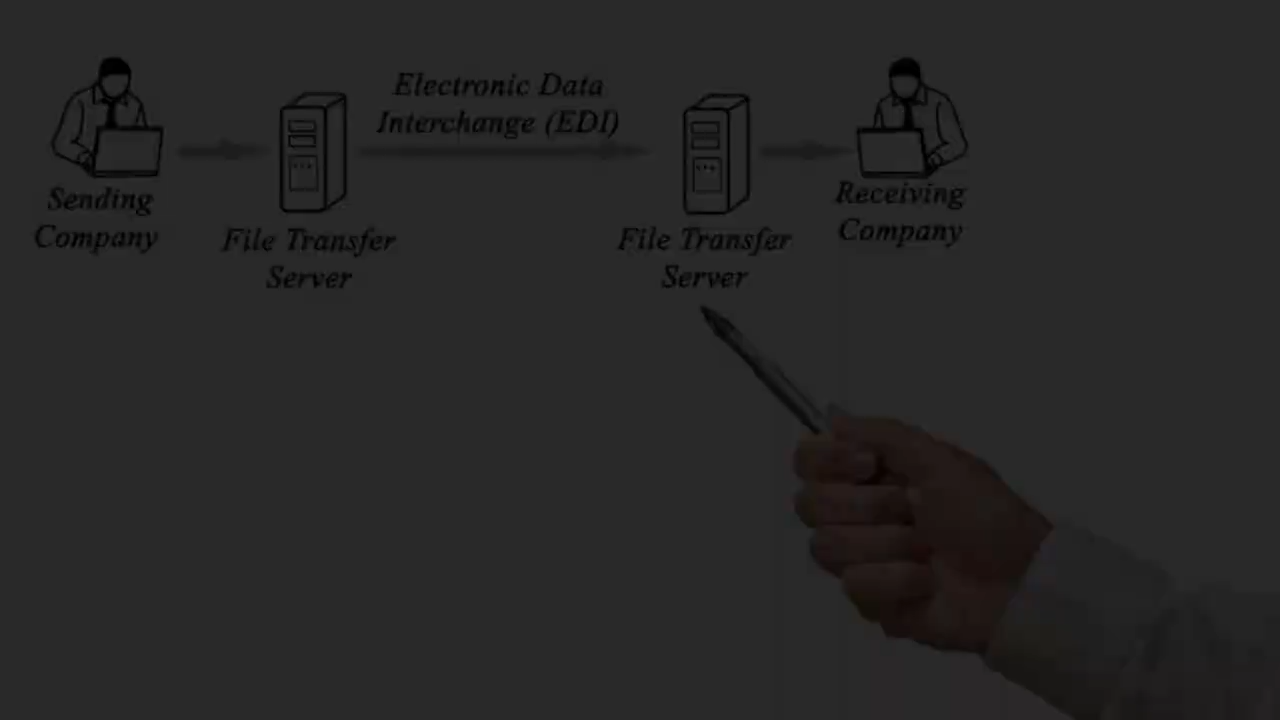 Electronic Data
Interchange (EDI)
Sending
Company
File Transfer
Server
File Transfer
Server
Receiving
Company